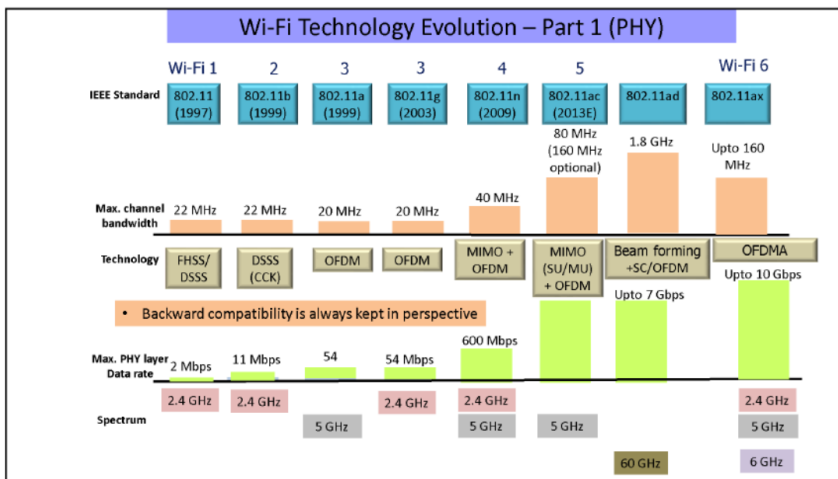 Wi-Fi Technology Evolution – Part 1 (PHY)
Wi-Fi 1 2 3 3 4 5 Wi-Fi 6
IEEE Standard
802.11
(1997)
802.11b
(1999)
802.11a
(1999)
802.11g
(2003)
802.11n
(2009)
802.11ac
(2013E)
802.11ad
802.11ax
Max. channel
bandwidth
22 MHz
22 MHz
20 MHz
20 MHz
40 MHz
80 MHz
(160 MHz
optional)
1.8 GHz
Upto 160
MHz
Technology
FHSS/
DSSS
DSSS
(CCK)
OFDM
OFDM
MIMO +
OFDM
MIMO
(SU/MU)
+ OFDM
Beam forming
+SC/OFDM
OFDMA
• Backward compatibility is always kept in perspective
Max. PHY layer
Data rate
2 Mbps
11 Mbps
54
54 Mbps
600 Mbps
Upto 7 Gbps
Upto 10 Gbps
Spectrum
2.4 GHz
2.4 GHz
2.4 GHz
2.4 GHz
2.4 GHz
5 GHz
5 GHz
5 GHz
5 GHz
60 GHz
6 GHz